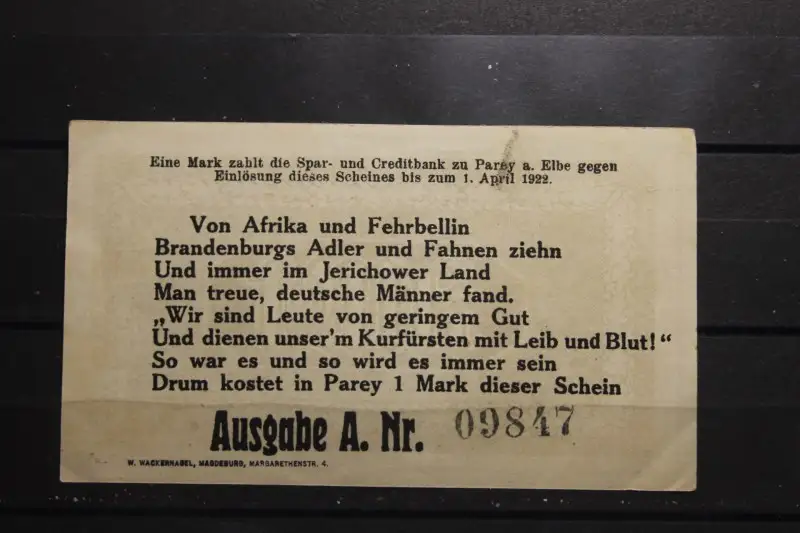 Eine Mark zahlt die Spar- und Creditbank zu Parey a. Elbe gegen
Einlösung dieses Scheines bis zum 1. April 1922.
Von Afrika und Fehrbellin
Brandenburgs Adler und Fahnen ziehn
Und immer im Jerichower Land
Man treue, deutsche Männer fand.
„Wir sind Leute von geringem Gut
Und dienen unser'm Kurfürsten mit Leib und Blut!“
So war es und so wird es immer sein
Drum kostet in Parey 1 Mark dieser Schein
Ausgabe A. Nr. 09847
W. WACKERNAGEL, MAGDEBURG, MARGARETHENSTR. 4.